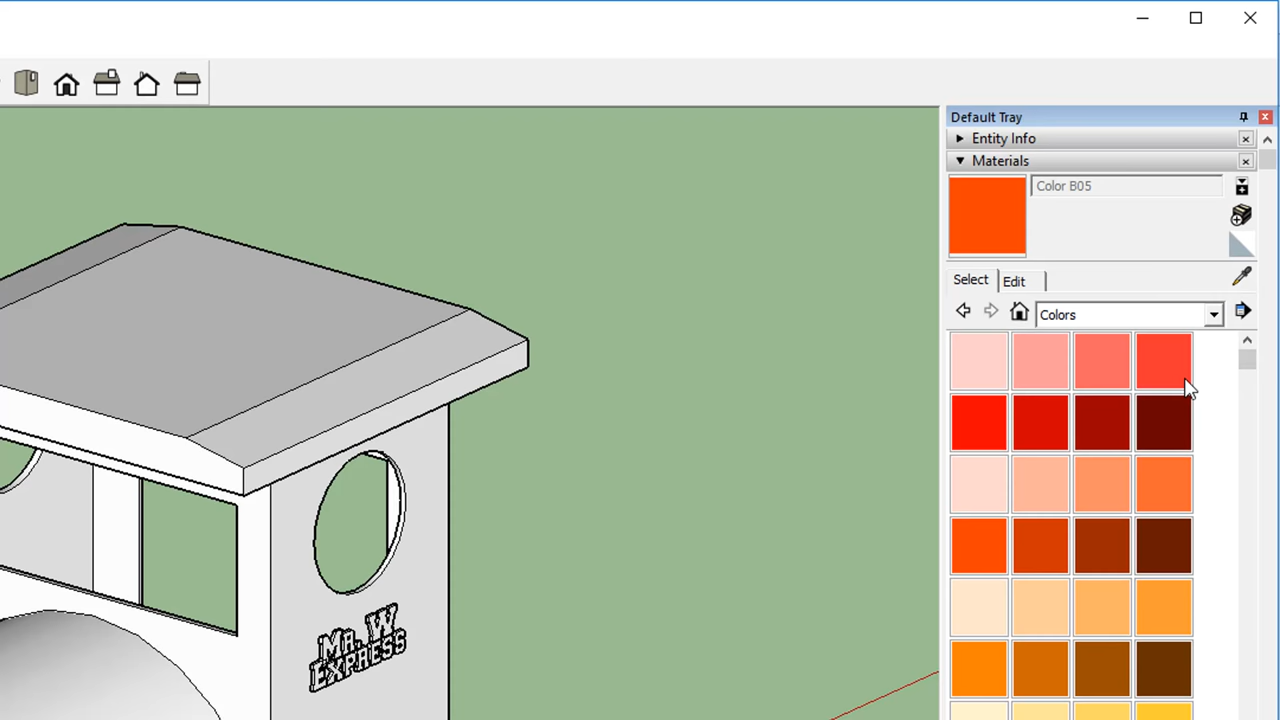 Default Tray
Entity Info
Materials
Color B05
Select Edit
Colors
MR. W
EXPRESS